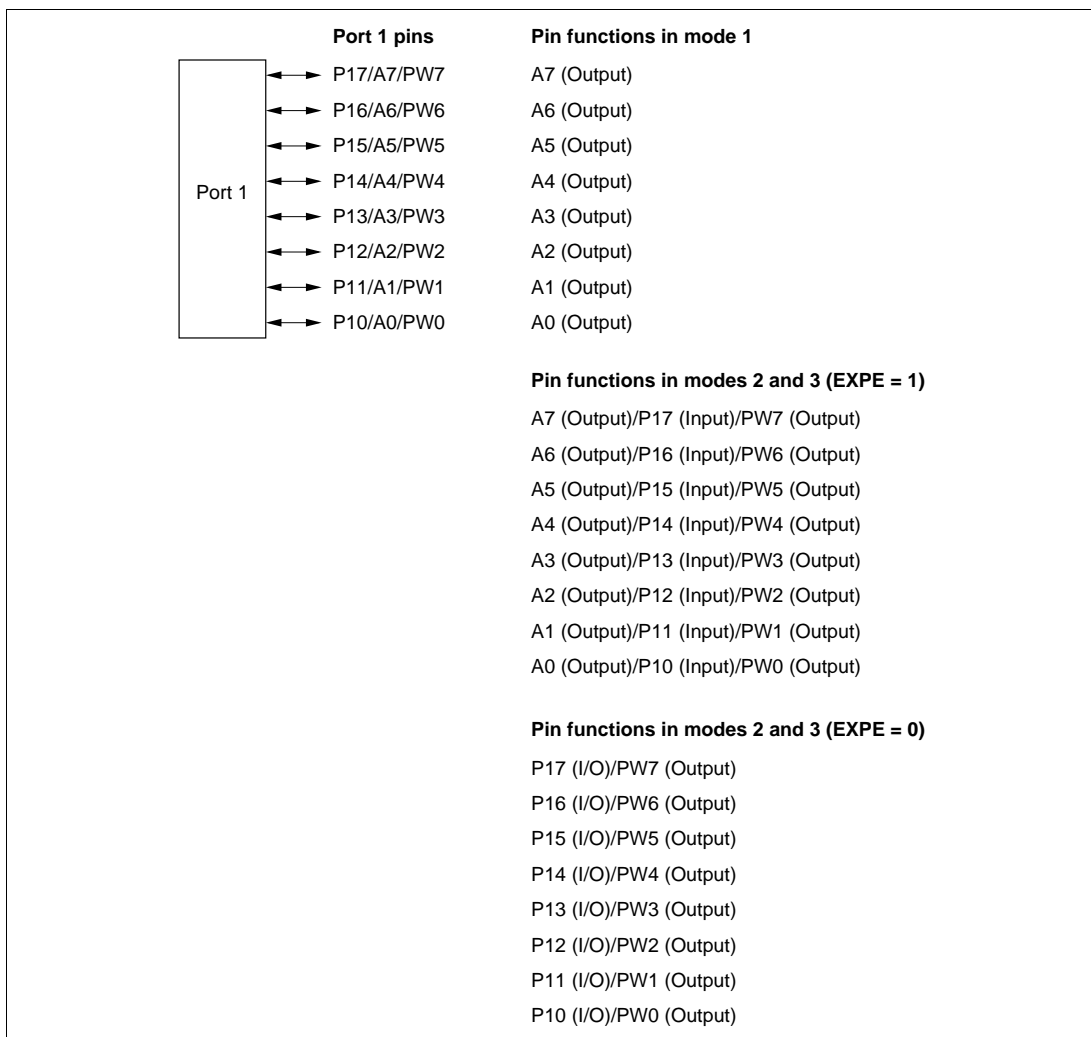 Port 1 pins Pin functions in mode 1
P17/A7/PW7 A7 (Output)
P16/A6/PW6 A6 (Output)
P15/A5/PW5 A5 (Output)
P14/A4/PW4 A4 (Output)
Port 1
P13/A3/PW3 A3 (Output)
P12/A2/PW2 A2 (Output)
P11/A1/PW1 A1 (Output)
P10/A0/PW0 A0 (Output)
Pin functions in modes 2 and 3 (EXPE = 1)
A7 (Output)/P17 (Input)/PW7 (Output)
A6 (Output)/P16 (Input)/PW6 (Output)
A5 (Output)/P15 (Input)/PW5 (Output)
A4 (Output)/P14 (Input)/PW4 (Output)
A3 (Output)/P13 (Input)/PW3 (Output)
A2 (Output)/P12 (Input)/PW2 (Output)
A1 (Output)/P11 (Input)/PW1 (Output)
A0 (Output)/P10 (Input)/PW0 (Output)
Pin functions in modes 2 and 3 (EXPE = 0)
P17 (I/O)/PW7 (Output)
P16 (I/O)/PW6 (Output)
P15 (I/O)/PW5 (Output)
P14 (I/O)/PW4 (Output)
P13 (I/O)/PW3 (Output)
P12 (I/O)/PW2 (Output)
P11 (I/O)/PW1 (Output)
P10 (I/O)/PW0 (Output)